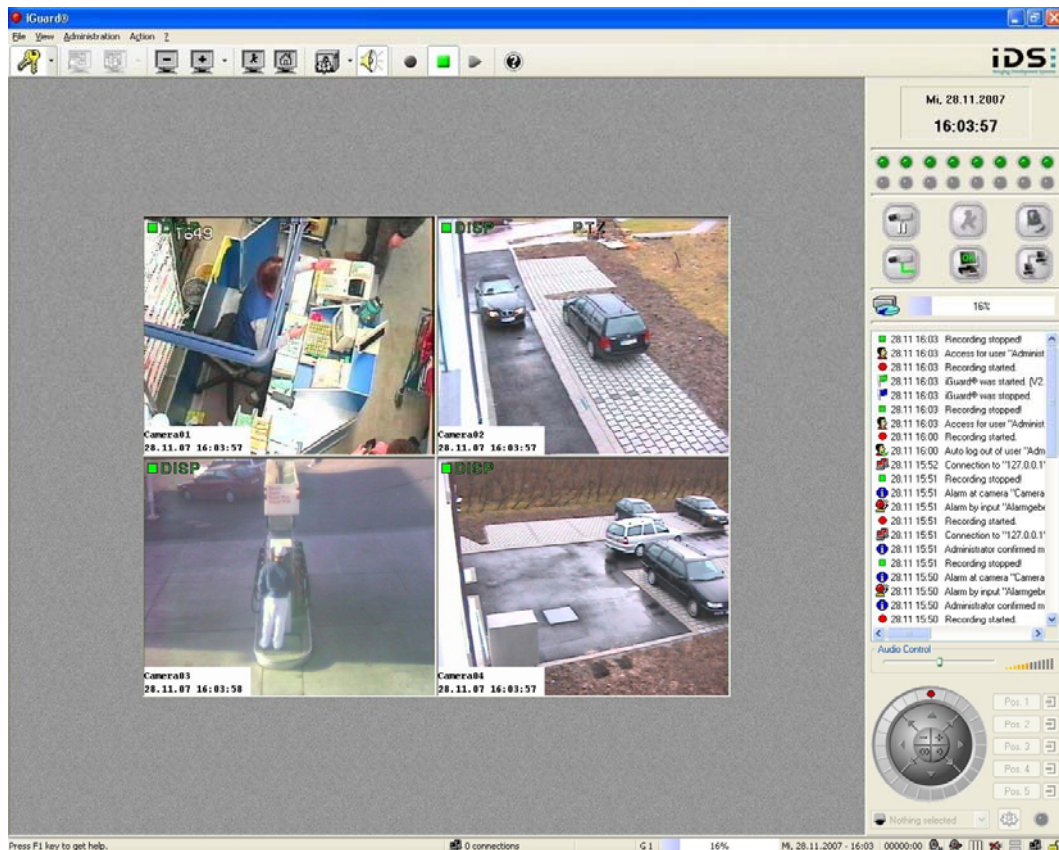 iGuard®
File View Administration Action ?
iDS
Imaging Development Systems
Mi, 28.11.2007
16:03:57
DISP PTZ
T649
Camera01
28.11.07 16:03:57
DISP PTZ
Camera02
28.11.07 16:03:57
DISP
Camera03
28.11.07 16:03:58
DISP
Camera04
28.11.07 16:03:57
ON
16%
28.11 16:03 Recording stopped!
28.11 16:03 Access for user "Administ
28.11 16:03 Recording started.
28.11 16:03 iGuard® was started. (V2.
28.11 16:03 iGuard® was stopped.
28.11 16:03 Recording stopped!
28.11 16:03 Access for user "Administ
28.11 16:00 Recording started.
28.11 16:00 Auto log out of user "Adm
28.11 15:52 Connection to "127.0.0.1"
28.11 15:51 Recording stopped!
28.11 15:51 Alarm at camera "Camera
28.11 15:51 Alarm by input "Alarmgebe
28.11 15:51 Recording started.
28.11 15:51 Connection to "127.0.0.1"
28.11 15:51 Administrator confirmed m
28.11 15:51 Recording stopped!
28.11 15:50 Alarm at camera "Camera
28.11 15:50 Alarm by input "Alarmgebe
28.11 15:50 Administrator confirmed m
28.11 15:50 Recording started.
Audio Control
Pos. 1
Pos. 2
Pos. 3
Pos. 4
Pos. 5
Nothing selected
Press F1 key to get help.
0 connections
G 1
16%
Mi, 28.11.2007 - 16:03
00000:00